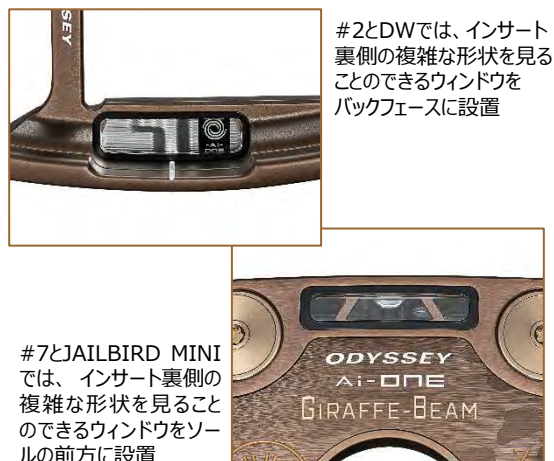 #2とDWでは、インサート
裏側の複雑な形状を見る
ことのできるウィンドウを
バックフェースに設置
SEY
-Ai-
ONE
#7とJAILBIRD MINI
では、インサート裏側の
複雑な形状を見ること
のできるウィンドウをソー
ルの前方に設置
ODYSSEY
Ai-ONE
GIRAFFE-BEAM
7